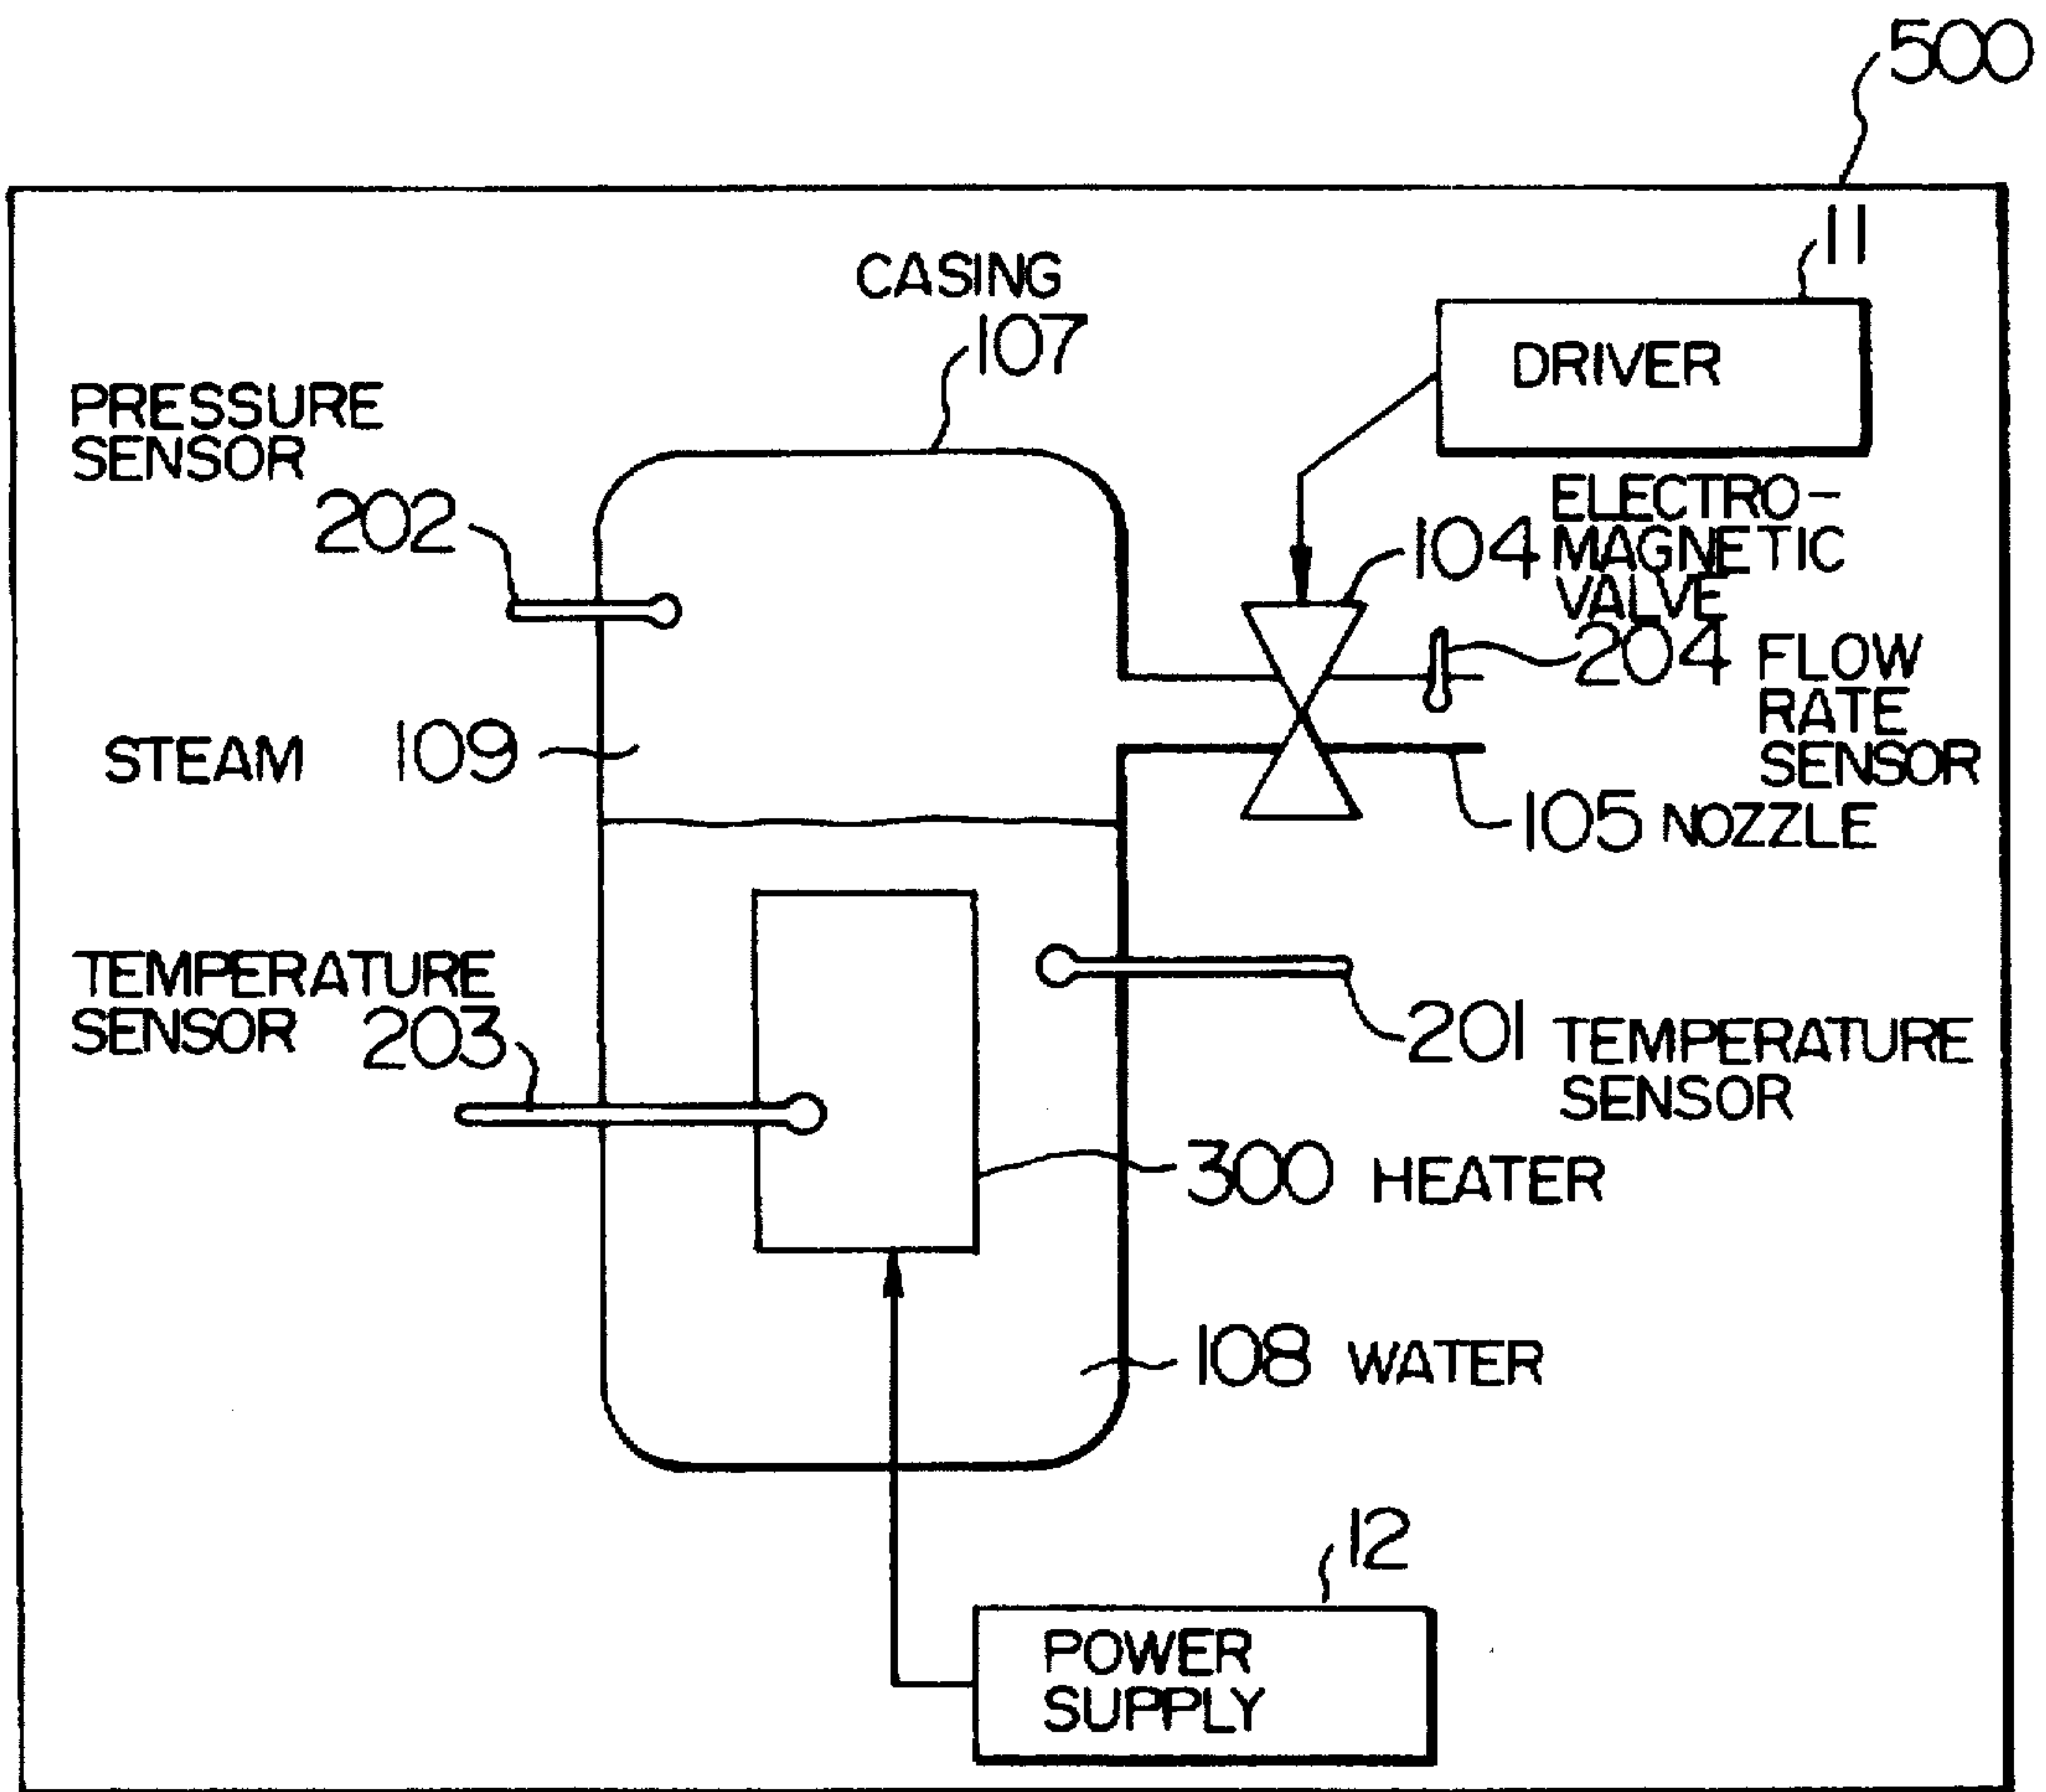 500
11
CASING
107
DRIVER
PRESSURE
SENSOR
202
104 ELECTRO-
MAGNETIC
VALVE
204 FLOW
RATE
SENSOR
STEAM 109
105 NOZZLE
TEMPERATURE
SENSOR 203
201 TEMPERATURE
SENSOR
300 HEATER
108 WATER
12
POWER
SUPPLY